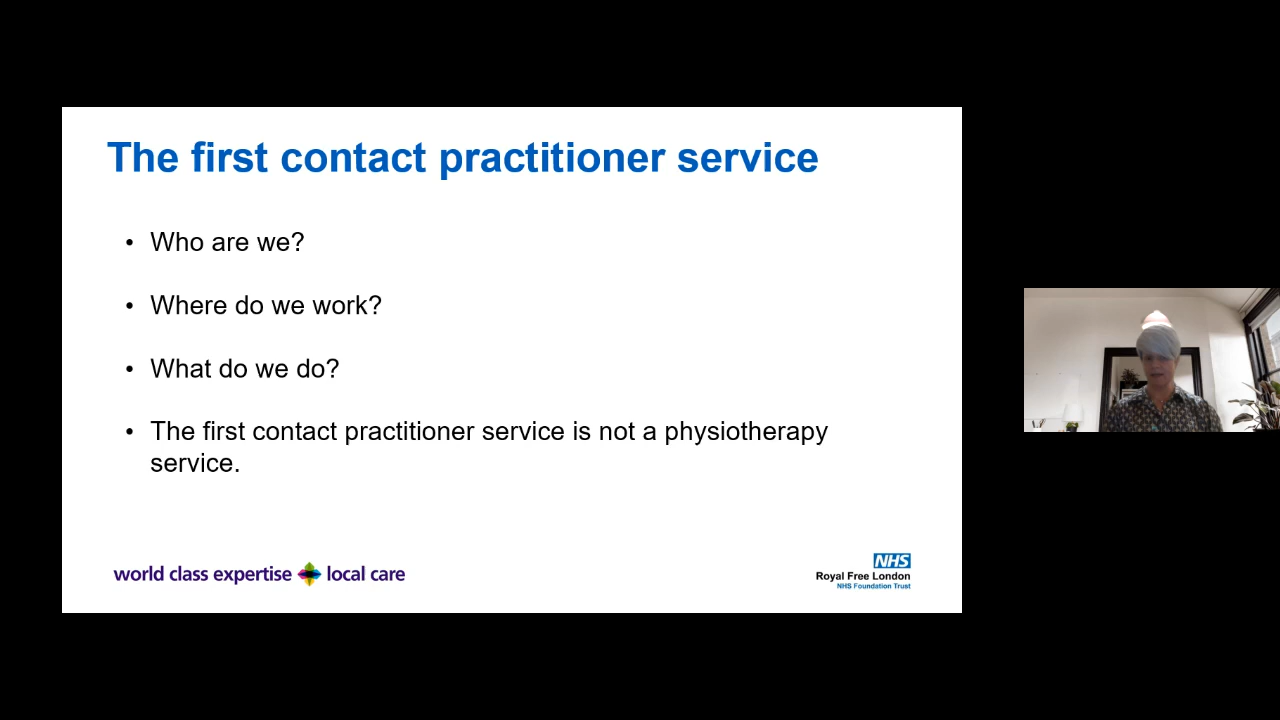 The first contact practitioner service
• Who are we?
• Where do we work?
• What do we do?
• The first contact practitioner service is not a physiotherapy
service.
world class expertise local care
NHS
Royal Free London
NHS Foundation Trust